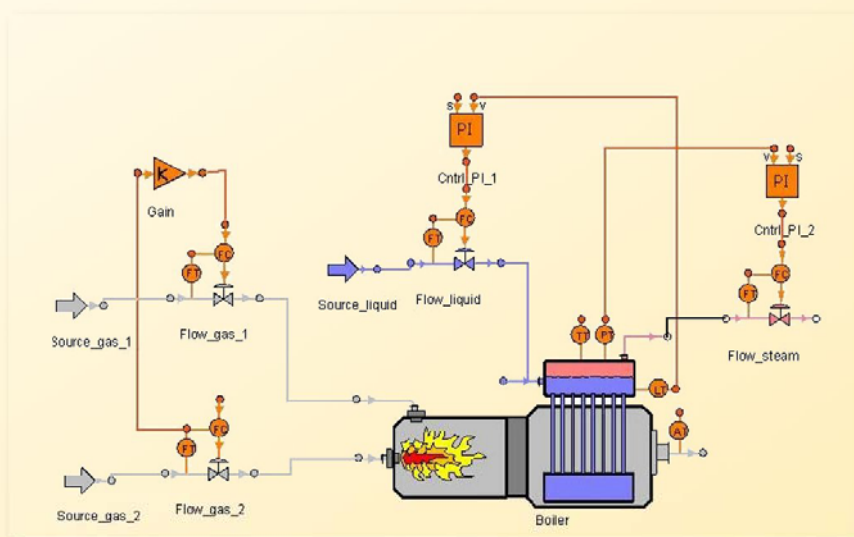 S V
PI
V S
Cntrl_PI_1
PI
K
Gain
FC
FT
Cntrl_PI_2
FC
FT
Source_liquid
Flow_liquid
FC
FT
Source_gas_1
Flow_gas_1
TT
PT
Flow_steam
LT
FC
FT
AT
Source_gas_2
Flow_gas_2
Boiler
FC
FT